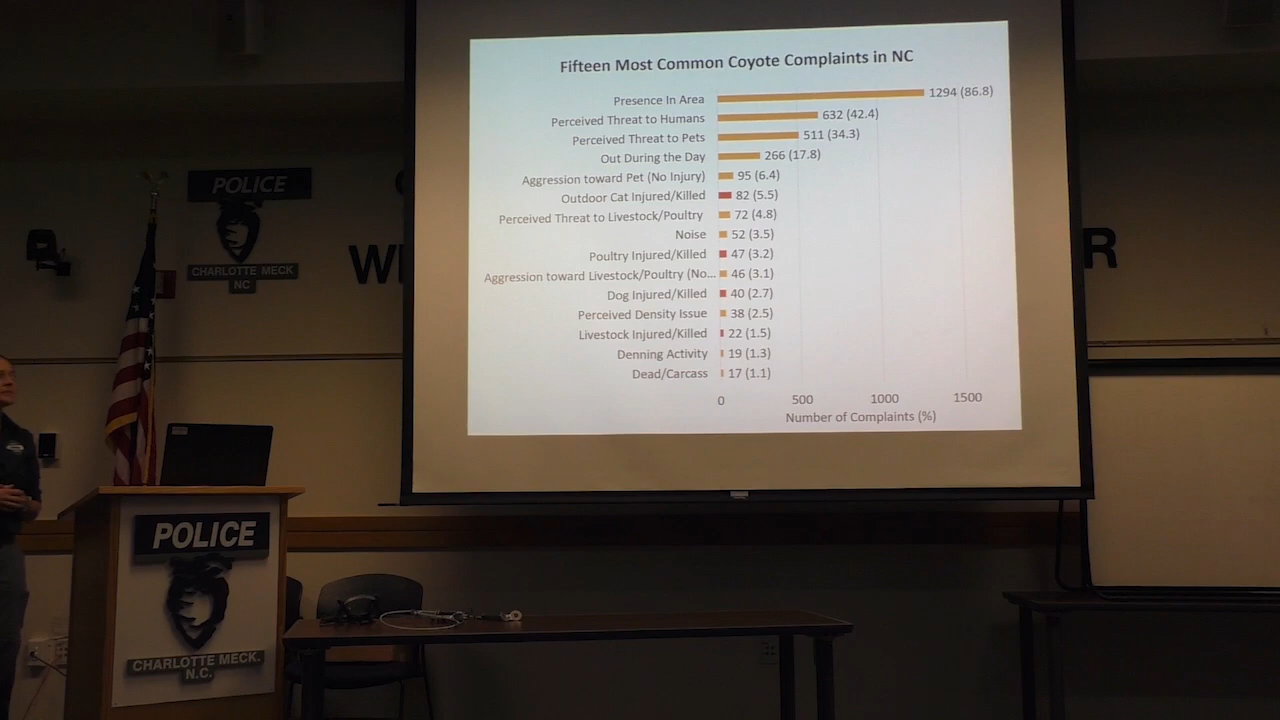 Fifteen Most Common Coyote Complaints in NC
Presence In Area 1294 (86.8)
Perceived Threat to Humans 632 (42.4)
Perceived Threat to Pets 511 (34.3)
Out During the Day 266 (17.8)
Aggression toward Pet (No Injury) 95 (6.4)
Outdoor Cat Injured/Killed 82 (5.5)
Perceived Threat to Livestock/Poultry 72 (4.8)
Noise 52 (3.5)
Poultry Injured/Killed 47 (3.2)
Aggression toward Livestock/Poultry (No... 46 (3.1)
Dog Injured/Killed 40 (2.7)
Perceived Density Issue 38 (2.5)
Livestock Injured/Killed 22 (1.5)
Denning Activity 19 (1.3)
Dead/Carcass 17 (1.1)
0 500 1000 1500
Number of Complaints (%)
POLICE
CHARLOTTE MECK
NC
POLICE
CHARLOTTE MECK.
N.C.